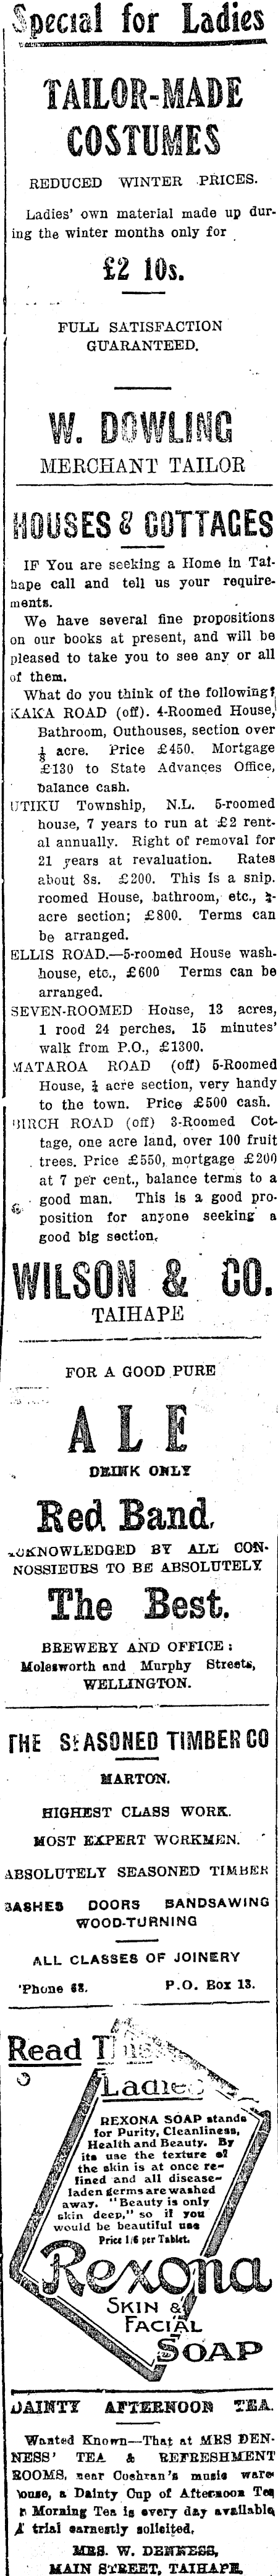 Special for Ladies
TAILOR-MADE
COSTUMES
REDUCED WINTER PRICES.
Ladies' own material made up dur-
ing the winter months only for
£2 10s.
FULL SATISFACTION
GUARANTEED.
W. DOWLING
MERCHANT TAILOR
HOUSES & COTTAGES
IF You are seeking a Home in Tai-
hape call and tell us your require-
ments.
We have several fine propositions
on our books at present, and will be
pleased to take you to see any or all
of them.
What do you think of the following?
KAKA ROAD (off). 4-Roomed House,
Bathroom, Outhouses, section over
⅛ acre. Price £450. Mortgage
£130 to State Advances Office,
balance cash.
UTIKU Township, N.L. 5-roomed
house, 7 years to run at £2 rent-
al annually. Right of removal for
21 years at revaluation. Rates
about 8s. £200. This is a snip.
roomed House, bathroom, etc.,
acre section; £800. Terms can
be arranged.
ELLIS ROAD.—5-roomed House wash-
house, etc., £600 Terms can be
arranged.
SEVEN-ROOMED House, 13 acres,
1 rood 24 perches, 15 minutes'
walk from P.O., £1300.
MATAROA ROAD (off) 5-Roomed
House, ¼ acre section, very handy
to the town. Price £500 cash.
BIRCH ROAD (off) 3-Roomed Cot-
tage, one acre land, over 100 fruit
trees. Price £550, mortgage £200
at 7 per cent., balance terms to a
good man. This is a good pro-
position for anyone seeking a
good big section.
WILSON & CO.
TAIHAPE
FOR A GOOD PURE
ALE
DRINK ONLY
Red Band,
ACKNOWLEDGED BY ALL CON-
NOSSIEURS TO BE ABSOLUTELY
The Best.
BREWERY AND OFFICE:
Molesworth and Murphy Streets,
WELLINGTON.
THE SEASONED TIMBER CO
MARTON.
HIGHEST CLASS WORK.
MOST EXPERT WORKMEN.
ABSOLUTELY SEASONED TIMBER
SASHES DOORS BANDSAWING
WOOD-TURNING
ALL CLASSES OF JOINERY
'Phone 68. P.O. Box 13.
Read This
Ladies
REXONA SOAP stands
for Purity, Cleanliness,
Health and Beauty. By
its use the texture of
the skin is at once re-
fined and all disease-
laden germs are washed
away. "Beauty is only
skin deep," so if you
would be beautiful use
Price 1/6 per Tablet.
Rexona
SKIN &
FACIAL
SOAP
DAINTY AFTERNOON TEA.
Wanted Known—That at MRS DEN-
NESS' TEA & REFRESHMENT
ROOMS, near Coehran's music ware-
house, a Dainty Cup of Afternoon Tea
r Morning Tea is every day available
A trial earnestly solicited,
MRS. W. DENNESS,
MAIN STREET, TAIHAPE.